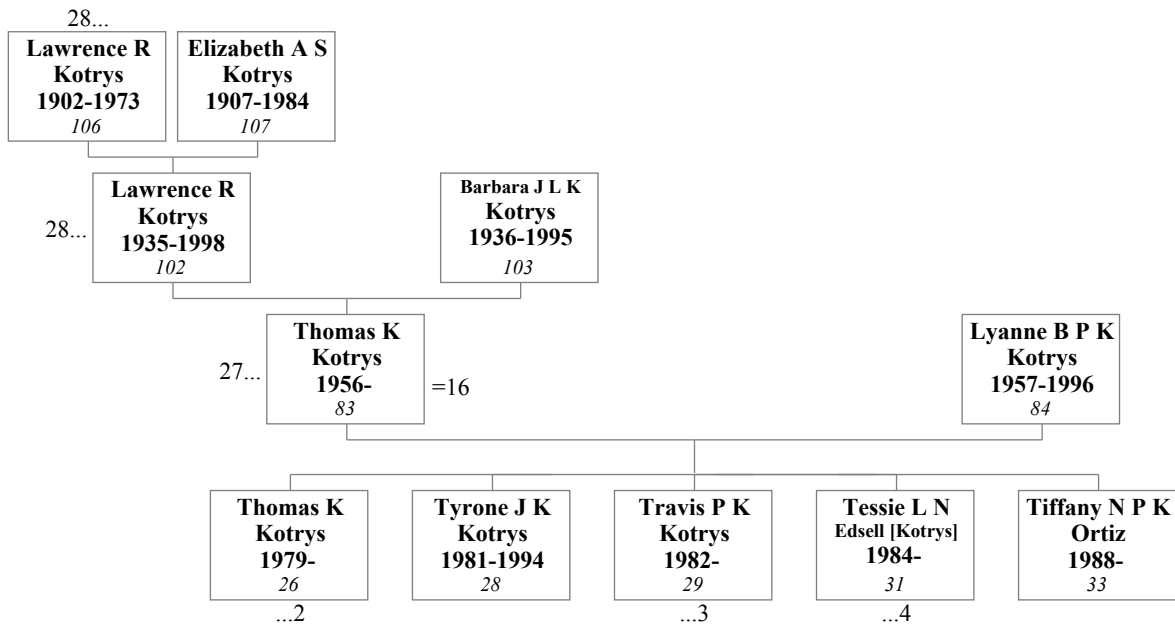 28...
Lawrence R
Kotrys
1902-1973
106
Elizabeth A S
Kotrys
1907-1984
107
28...
Lawrence R
Kotrys
1935-1998
102
Barbara J L K
Kotrys
1936-1995
103
27...
Thomas K
Kotrys
1956-
83
=16
Lyanne B P K
Kotrys
1957-1996
84
Thomas K
Kotrys
1979-
26
...2
Tyrone J K
Kotrys
1981-1994
28
Travis P K
Kotrys
1982-
29
...3
Tessie L N
Edsell [Kotrys]
1984-
31
...4
Tiffany N P K
Ortiz
1988-
33